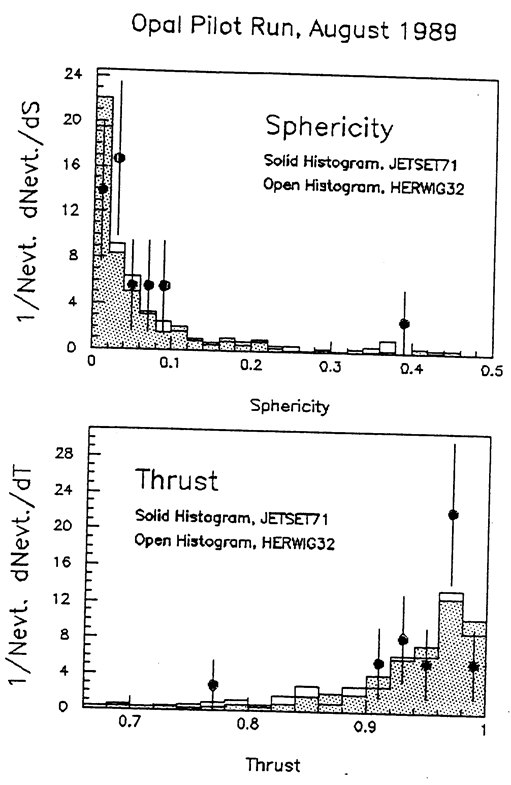 Opal Pilot Run, August 1989
24
20
16
12
8
4
0
1/Nevt. dNevt./dS
Sphericity
Solid Histogram, JETSET71
Open Histogram, HERWIG32
0 0.1 0.2 0.3 0.4 0.5
Sphericity
28
24
20
16
12
8
4
0
1/Nevt. dNevt./dT
Thrust
Solid Histogram, JETSET71
Open Histogram, HERWIG32
0.7 0.8 0.9 1
Thrust